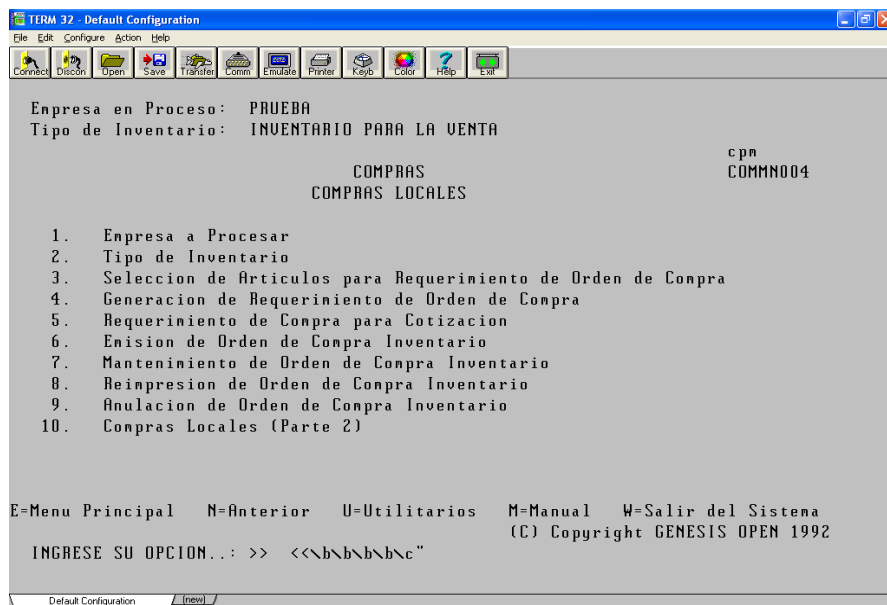 TERM 32 - Default Configuration
File Edit Configure Action Help
Connect Discon Open Save Transfer Comm Emulate Printer Keyb Color Help Exit
Empresa en Proceso: PRUEBA
Tipo de Inventario: INVENTARIO PARA LA VENTA
cpm
COMPRAS COMMN004
COMPRAS LOCALES
1. Empresa a Procesar
2. Tipo de Inventario
3. Seleccion de Articulos para Requerimiento de Orden de Compra
4. Generacion de Requerimiento de Orden de Compra
5. Requerimiento de Compra para Cotizacion
6. Emision de Orden de Compra Inventario
7. Mantenimiento de Orden de Compra Inventario
8. Reimpresion de Orden de Compra Inventario
9. Anulacion de Orden de Compra Inventario
10. Compras Locales (Parte 2)
E=Menu Principal N=Anterior U=Utilitarios M=Manual W=Salir del Sistema
(C) Copyright GENESIS OPEN 1992
INGRESE SU OPCION..: >> <<\b\b\b\b\c"
Default Configuration (new)